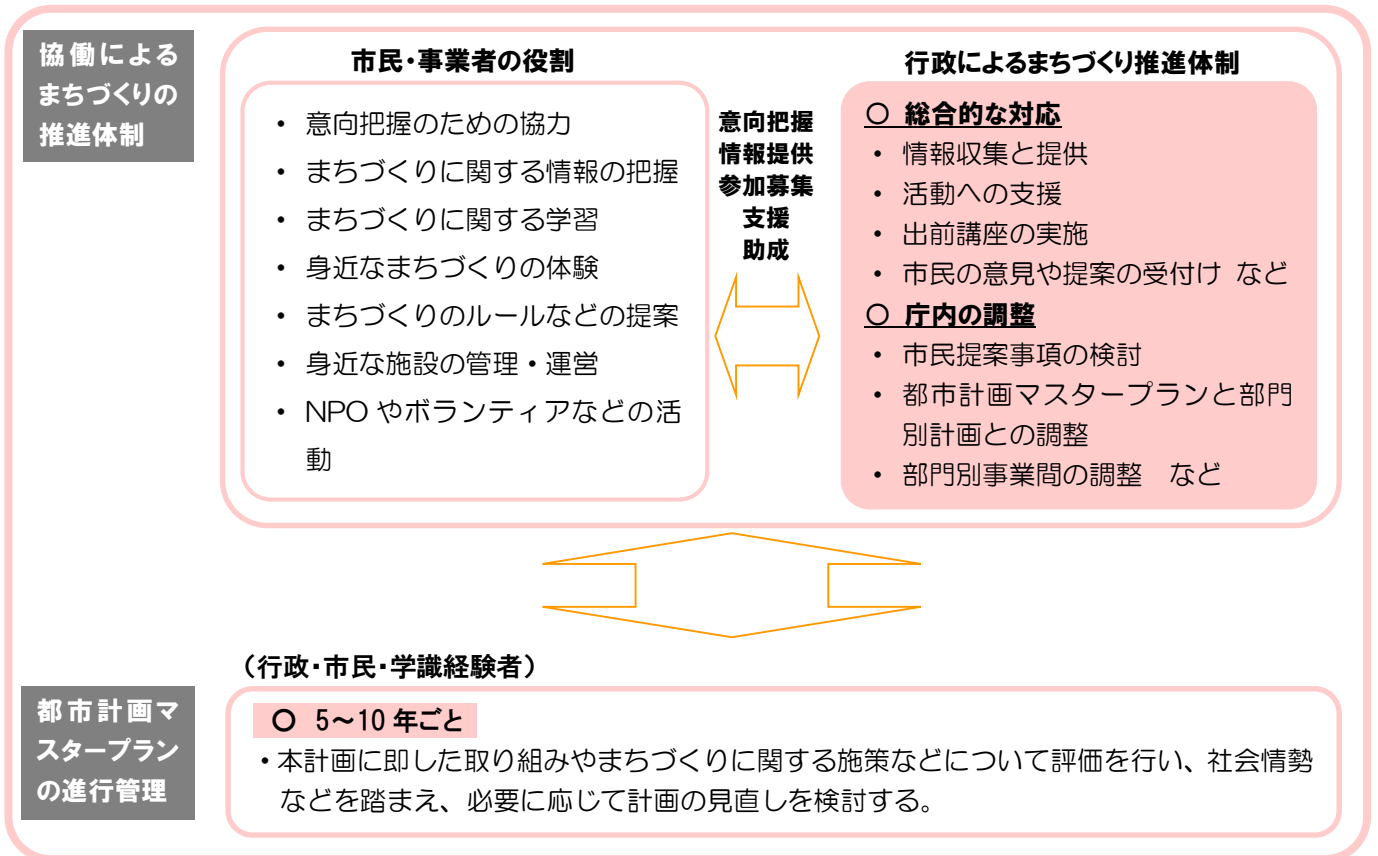 協働による
まちづくりの
推進体制
市民・事業者の役割
・ 意向把握のための協力
・ まちづくりに関する情報の把握
・ まちづくりに関する学習
・ 身近なまちづくりの体験
・ まちづくりのルールなどの提案
・ 身近な施設の管理・運営
・ NPO やボランティアなどの活
動
意向把握
情報提供
参加募集
支援
助成
行政によるまちづくり推進体制
○ 総合的な対応
・ 情報収集と提供
・ 活動への支援
・ 出前講座の実施
・ 市民の意見や提案の受付け など
○ 庁内の調整
・ 市民提案事項の検討
・ 都市計画マスタープランと部門
別計画との調整
・ 部門別事業間の調整 など
（行政・市民・学識経験者）
都市計画マ
スタープラン
の進行管理
○ 5～10 年ごと
・本計画に即した取り組みやまちづくりに関する施策などについて評価を行い、社会情勢
などを踏まえ、必要に応じて計画の見直しを検討する。